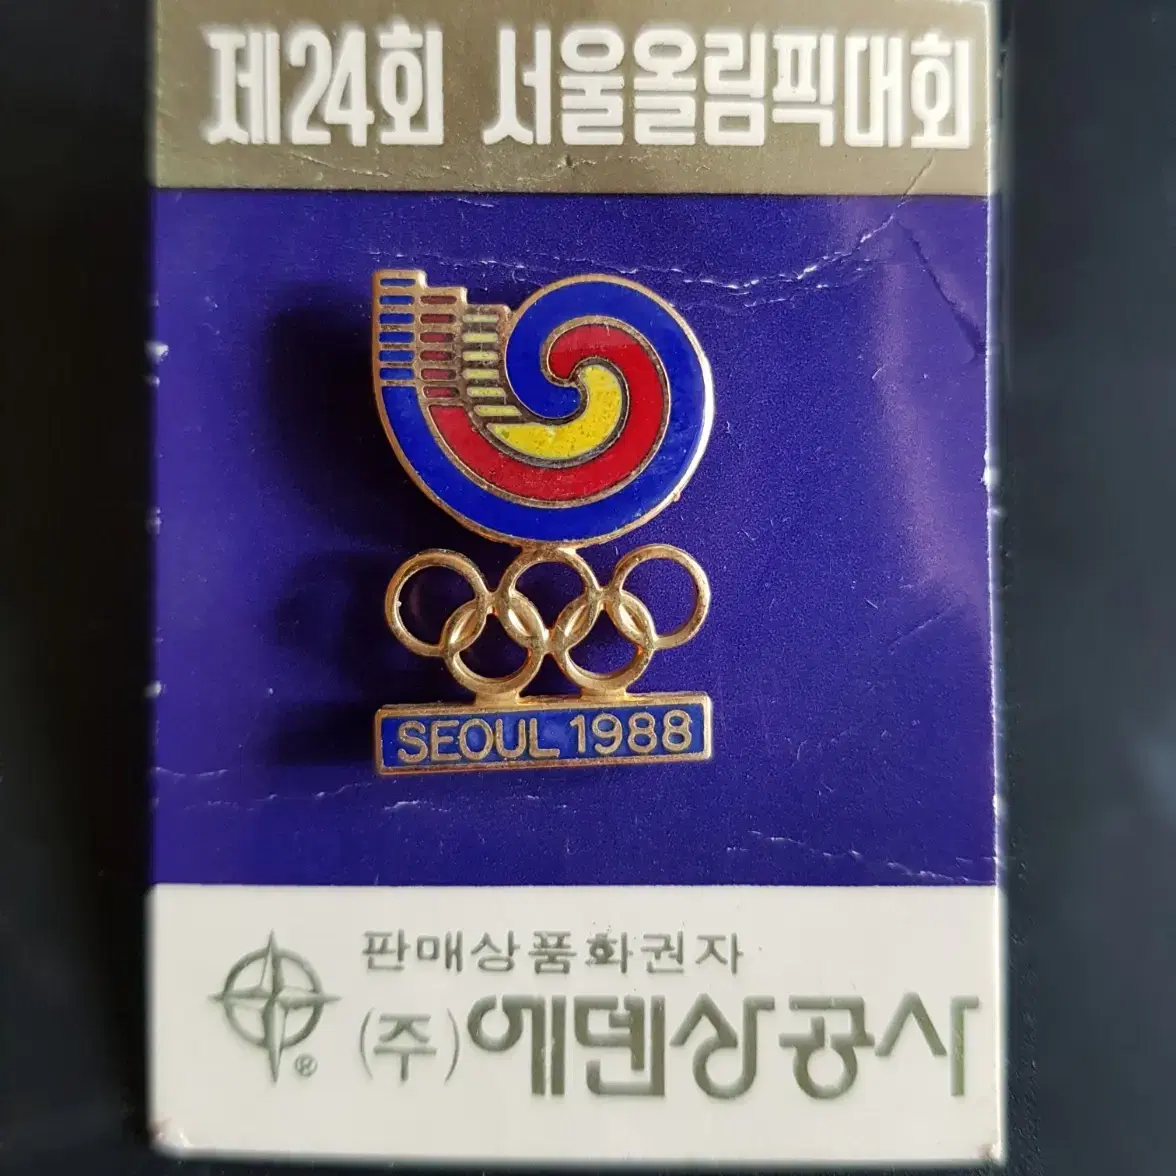 제24회 서울올림픽대회
SEOUL 1988
판매상품화권자
(주)에덴상공사
®